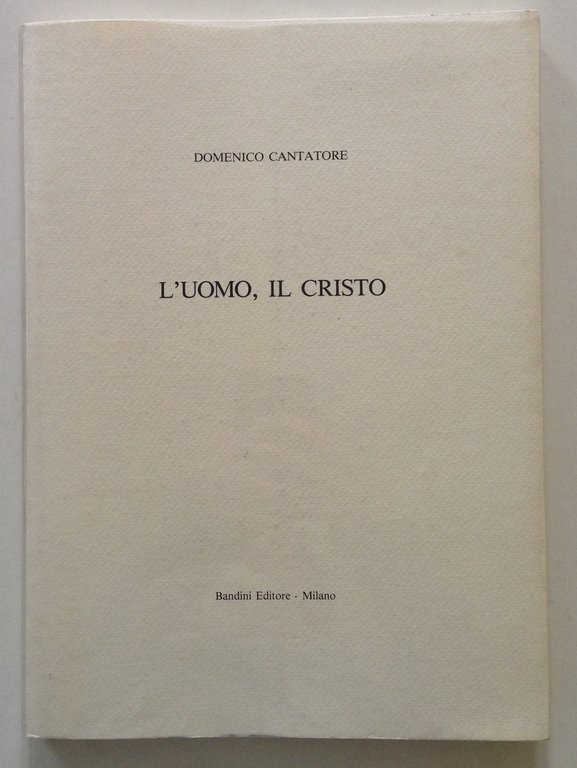 DOMENICO CANTATORE
L'UOMO, IL CRISTO
Bandini Editore - Milano